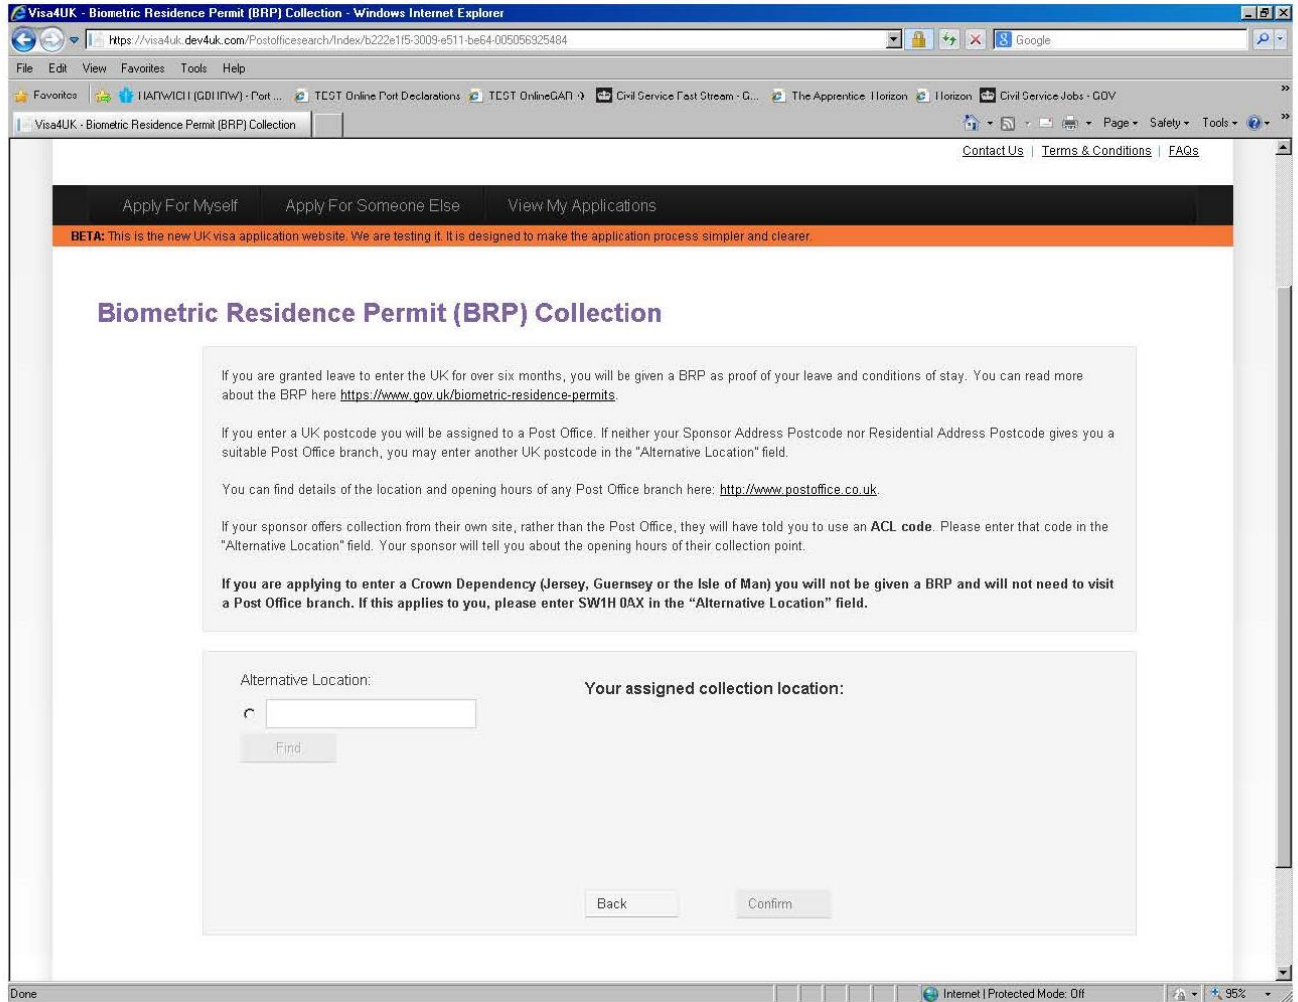 Visa4UK - Biometric Residence Permit (BRP) Collection - Windows Internet Explorer
https://visa4uk.dev4uk.com/Postofficesearch/Index/b222e1f5-3009-e511-be64-005056925484
Google
File Edit View Favorites Tools Help
Favorites HARWICH (GBHRW) - Port ... TEST Online Port Declarations TEST OnlineGAR Civil Service Fast Stream - G... The Apprentice Horizon Horizon Civil Service Jobs - GOV
Visa4UK - Biometric Residence Permit (BRP) Collection
Page Safety Tools
Contact Us | Terms & Conditions | FAQs
Apply For Myself Apply For Someone Else View My Applications
BETA: This is the new UK visa application website. We are testing it. It is designed to make the application process simpler and clearer.
Biometric Residence Permit (BRP) Collection
If you are granted leave to enter the UK for over six months, you will be given a BRP as proof of your leave and conditions of stay. You can read more
about the BRP here https://www.gov.uk/biometric-residence-permits.
If you enter a UK postcode you will be assigned to a Post Office. If neither your Sponsor Address Postcode nor Residential Address Postcode gives you a
suitable Post Office branch, you may enter another UK postcode in the "Alternative Location" field.
You can find details of the location and opening hours of any Post Office branch here: http://www.postoffice.co.uk.
If your sponsor offers collection from their own site, rather than the Post Office, they will have told you to use an ACL code. Please enter that code in the
"Alternative Location" field. Your sponsor will tell you about the opening hours of their collection point.
If you are applying to enter a Crown Dependency (Jersey, Guernsey or the Isle of Man) you will not be given a BRP and will not need to visit
a Post Office branch. If this applies to you, please enter SW1H 0AX in the “Alternative Location” field.
Alternative Location:
Your assigned collection location:
Find
Back Confirm
Done
Internet | Protected Mode: Off
95%